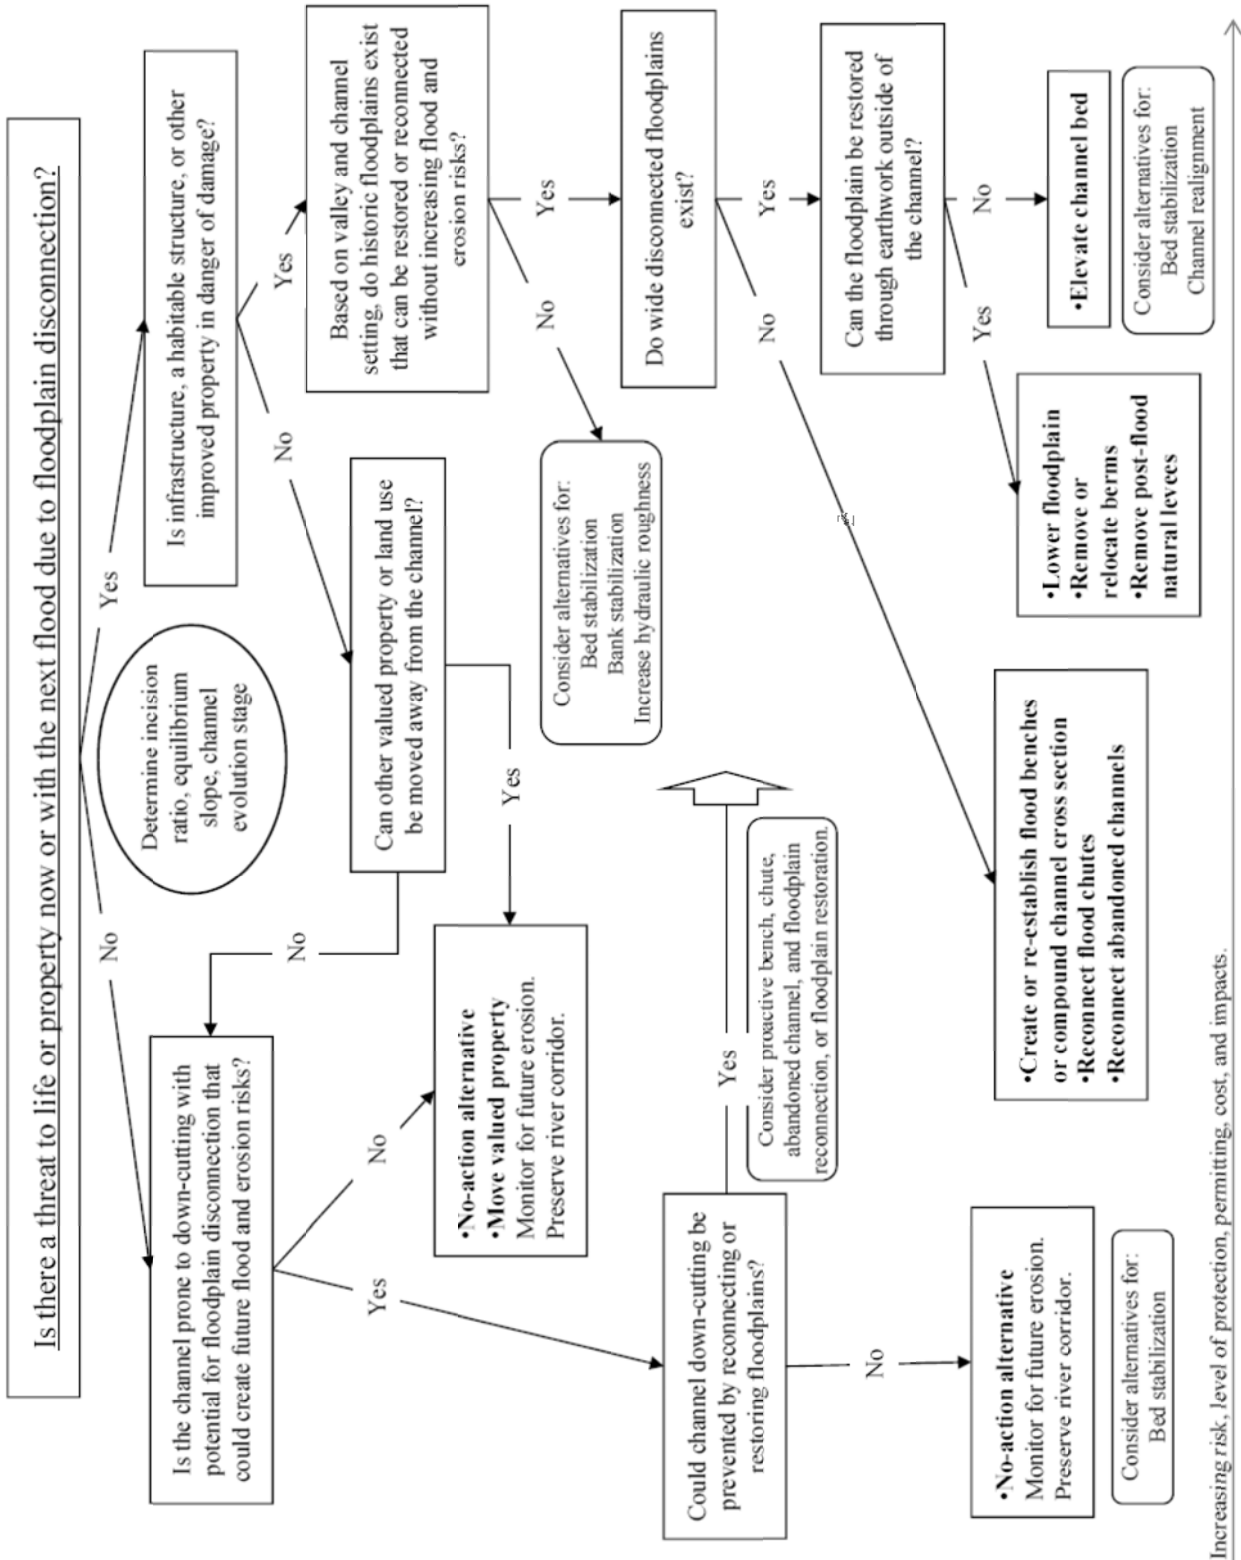 Is there a threat to life or property now or with the next flood due to floodplain disconnection?
No
Yes
Determine incision
ratio, equilibrium
slope, channel
evolution stage
Is the channel prone to down-cutting with
potential for floodplain disconnection that
could create future flood and erosion risks?
Is infrastructure, a habitable structure, or other
improved property in danger of damage?
No
No
Yes
Can other valued property or land use
be moved away from the channel?
Based on valley and channel
setting, do historic floodplains exist
that can be restored or reconnected
without increasing flood and
erosion risks?
Yes
No
Yes
•No-action alternative
•Move valued property
Monitor for future erosion.
Preserve river corridor.
No
Yes
Consider alternatives for:
Bed stabilization
Bank stabilization
Increase hydraulic roughness
Do wide disconnected floodplains
exist?
Could channel down-cutting be
prevented by reconnecting or
restoring floodplains?
Yes
Consider proactive bench, chute,
abandoned channel, and floodplain
reconnection, or floodplain restoration.
No
Yes
Can the floodplain be restored
through earthwork outside of
the channel?
No
Yes
No
•No-action alternative
Monitor for future erosion.
Preserve river corridor.
Consider alternatives for:
Bed stabilization
•Create or re-establish flood benches
or compound channel cross section
•Reconnect flood chutes
•Reconnect abandoned channels
•Lower floodplain
•Remove or
relocate berms
•Remove post-flood
natural levees
•Elevate channel bed
Consider alternatives for:
Bed stabilization
Channel realignment
Increasing risk, level of protection, permitting, cost, and impacts.